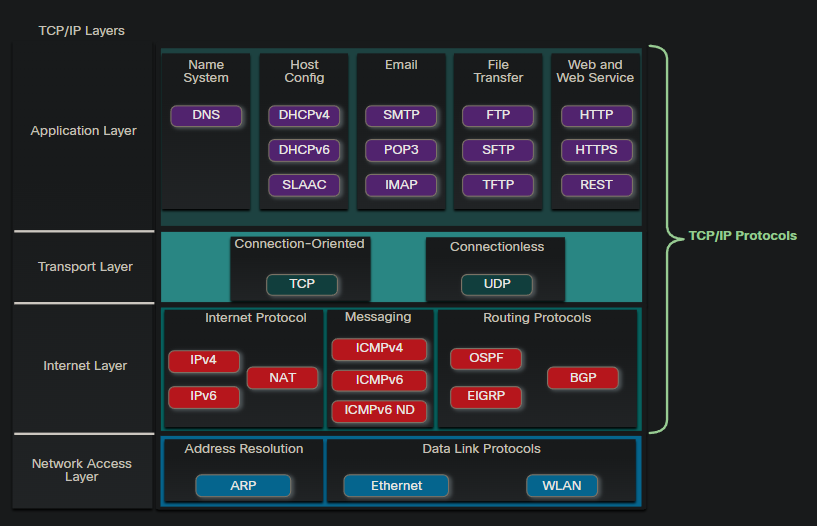 TCP/IP Layers
Application Layer
Name
System
DNS
Host
Config
DHCPv4
DHCPv6
SLAAC
Email
SMTP
POP3
IMAP
File
Transfer
FTP
SFTP
TFTP
Web and
Web Service
HTTP
HTTPS
REST
TCP/IP Protocols
Transport Layer
Connection-Oriented
TCP
Connectionless
UDP
Internet Layer
Internet Protocol
IPv4
IPv6
NAT
Messaging
ICMPv4
ICMPv6
ICMPv6 ND
Routing Protocols
OSPF
EIGRP
BGP
Network Access
Layer
Address Resolution
ARP
Data Link Protocols
Ethernet
WLAN